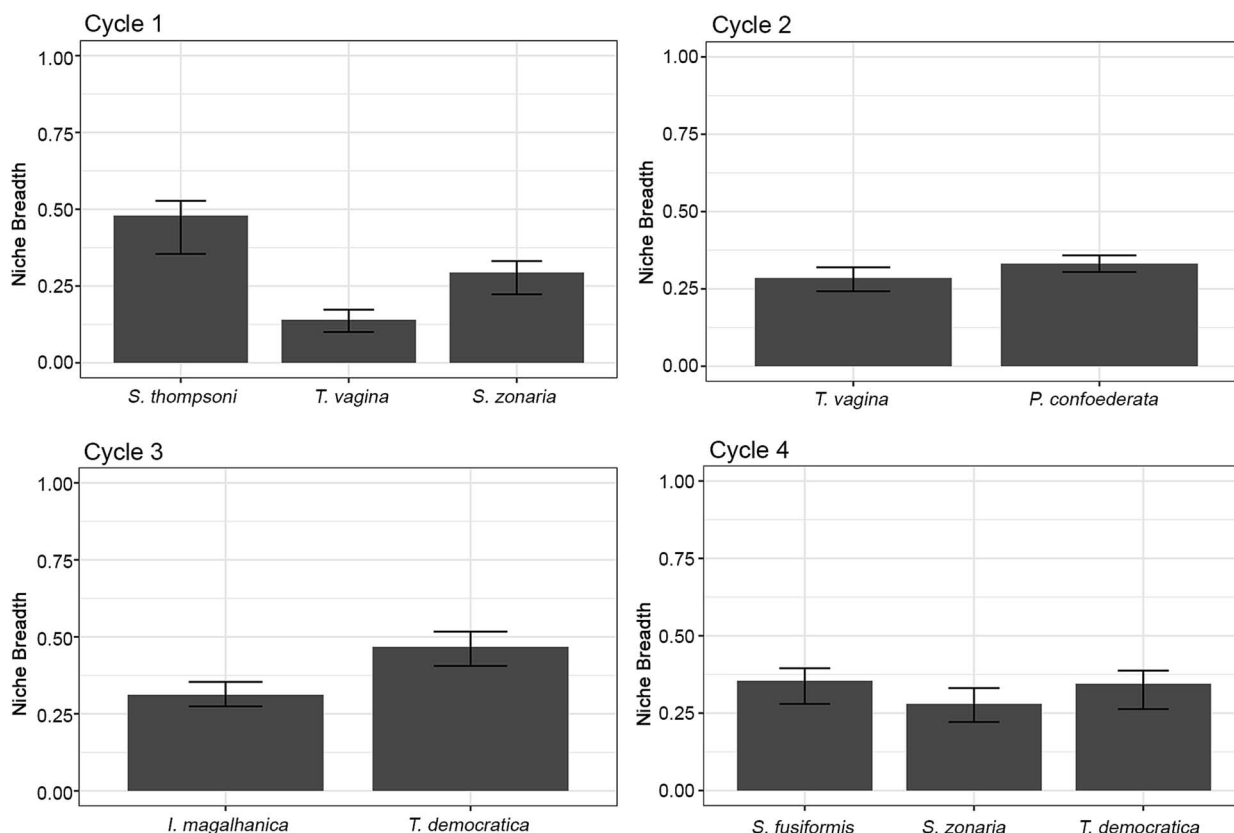 Cycle 1
1.00
0.75
0.50
0.25
0.00
Niche Breadth
S. thompsoni T. vagina S. zonaria
Cycle 2
1.00
0.75
0.50
0.25
0.00
Niche Breadth
T. vagina P. confoederata
Cycle 3
1.00
0.75
0.50
0.25
0.00
Niche Breadth
I. magalhanica T. democratica
Cycle 4
1.00
0.75
0.50
0.25
0.00
Niche Breadth
S. fusiformis S. zonaria T. democratica